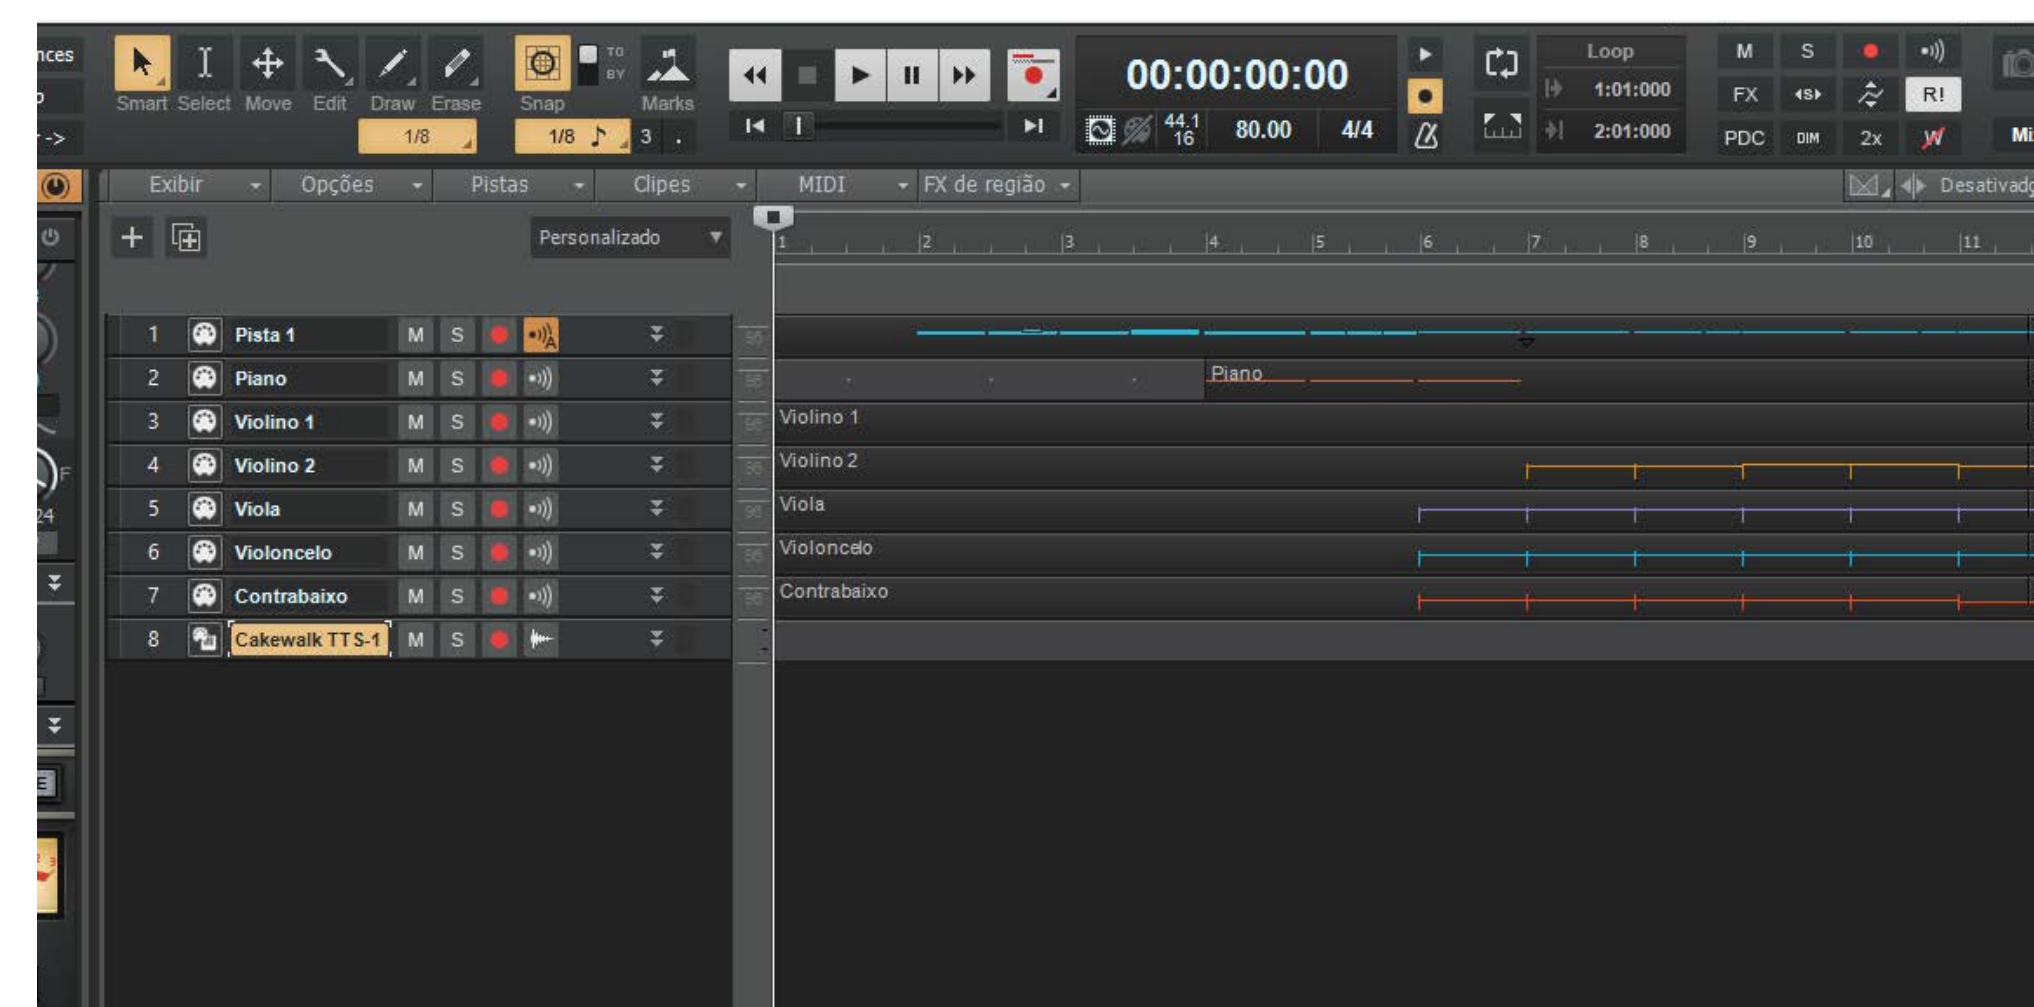 nces
TO
BY
Smart Select Move Edit Draw Erase Snap Marks
1/8 1/8 3 .
00:00:00:00
44.1
16
80.00 4/4
Loop
1:01:000
2:01:000
M S
FX R!
PDC DIM 2x W
->
Exibir Opções Pistas Clipes MIDI FX de região
+ Personalizado
1 2 3 4 5 6 7 8 9 10 11
1 Pista 1 M S A
2 Piano M S Piano
3 Violino 1 M S Violino 1
4 Violino 2 M S Violino 2
F
24
5 Viola M S Viola
6 Violoncelo M S Violoncelo
7 Contrabaixo M S Contrabaixo
8 Cakewalk TTS-1 M S
E